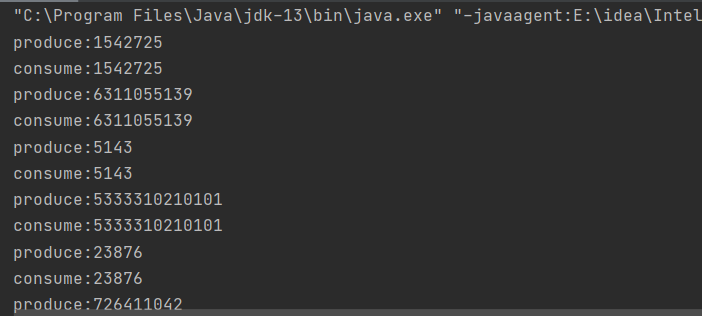 "C:\Program Files\Java\jdk-13\bin\java.exe" "-javaagent:E:\idea\Intel
produce:1542725
consume:1542725
produce:6311055139
consume:6311055139
produce:5143
consume:5143
produce:5333310210101
consume:5333310210101
produce:23876
consume:23876
produce:726411042